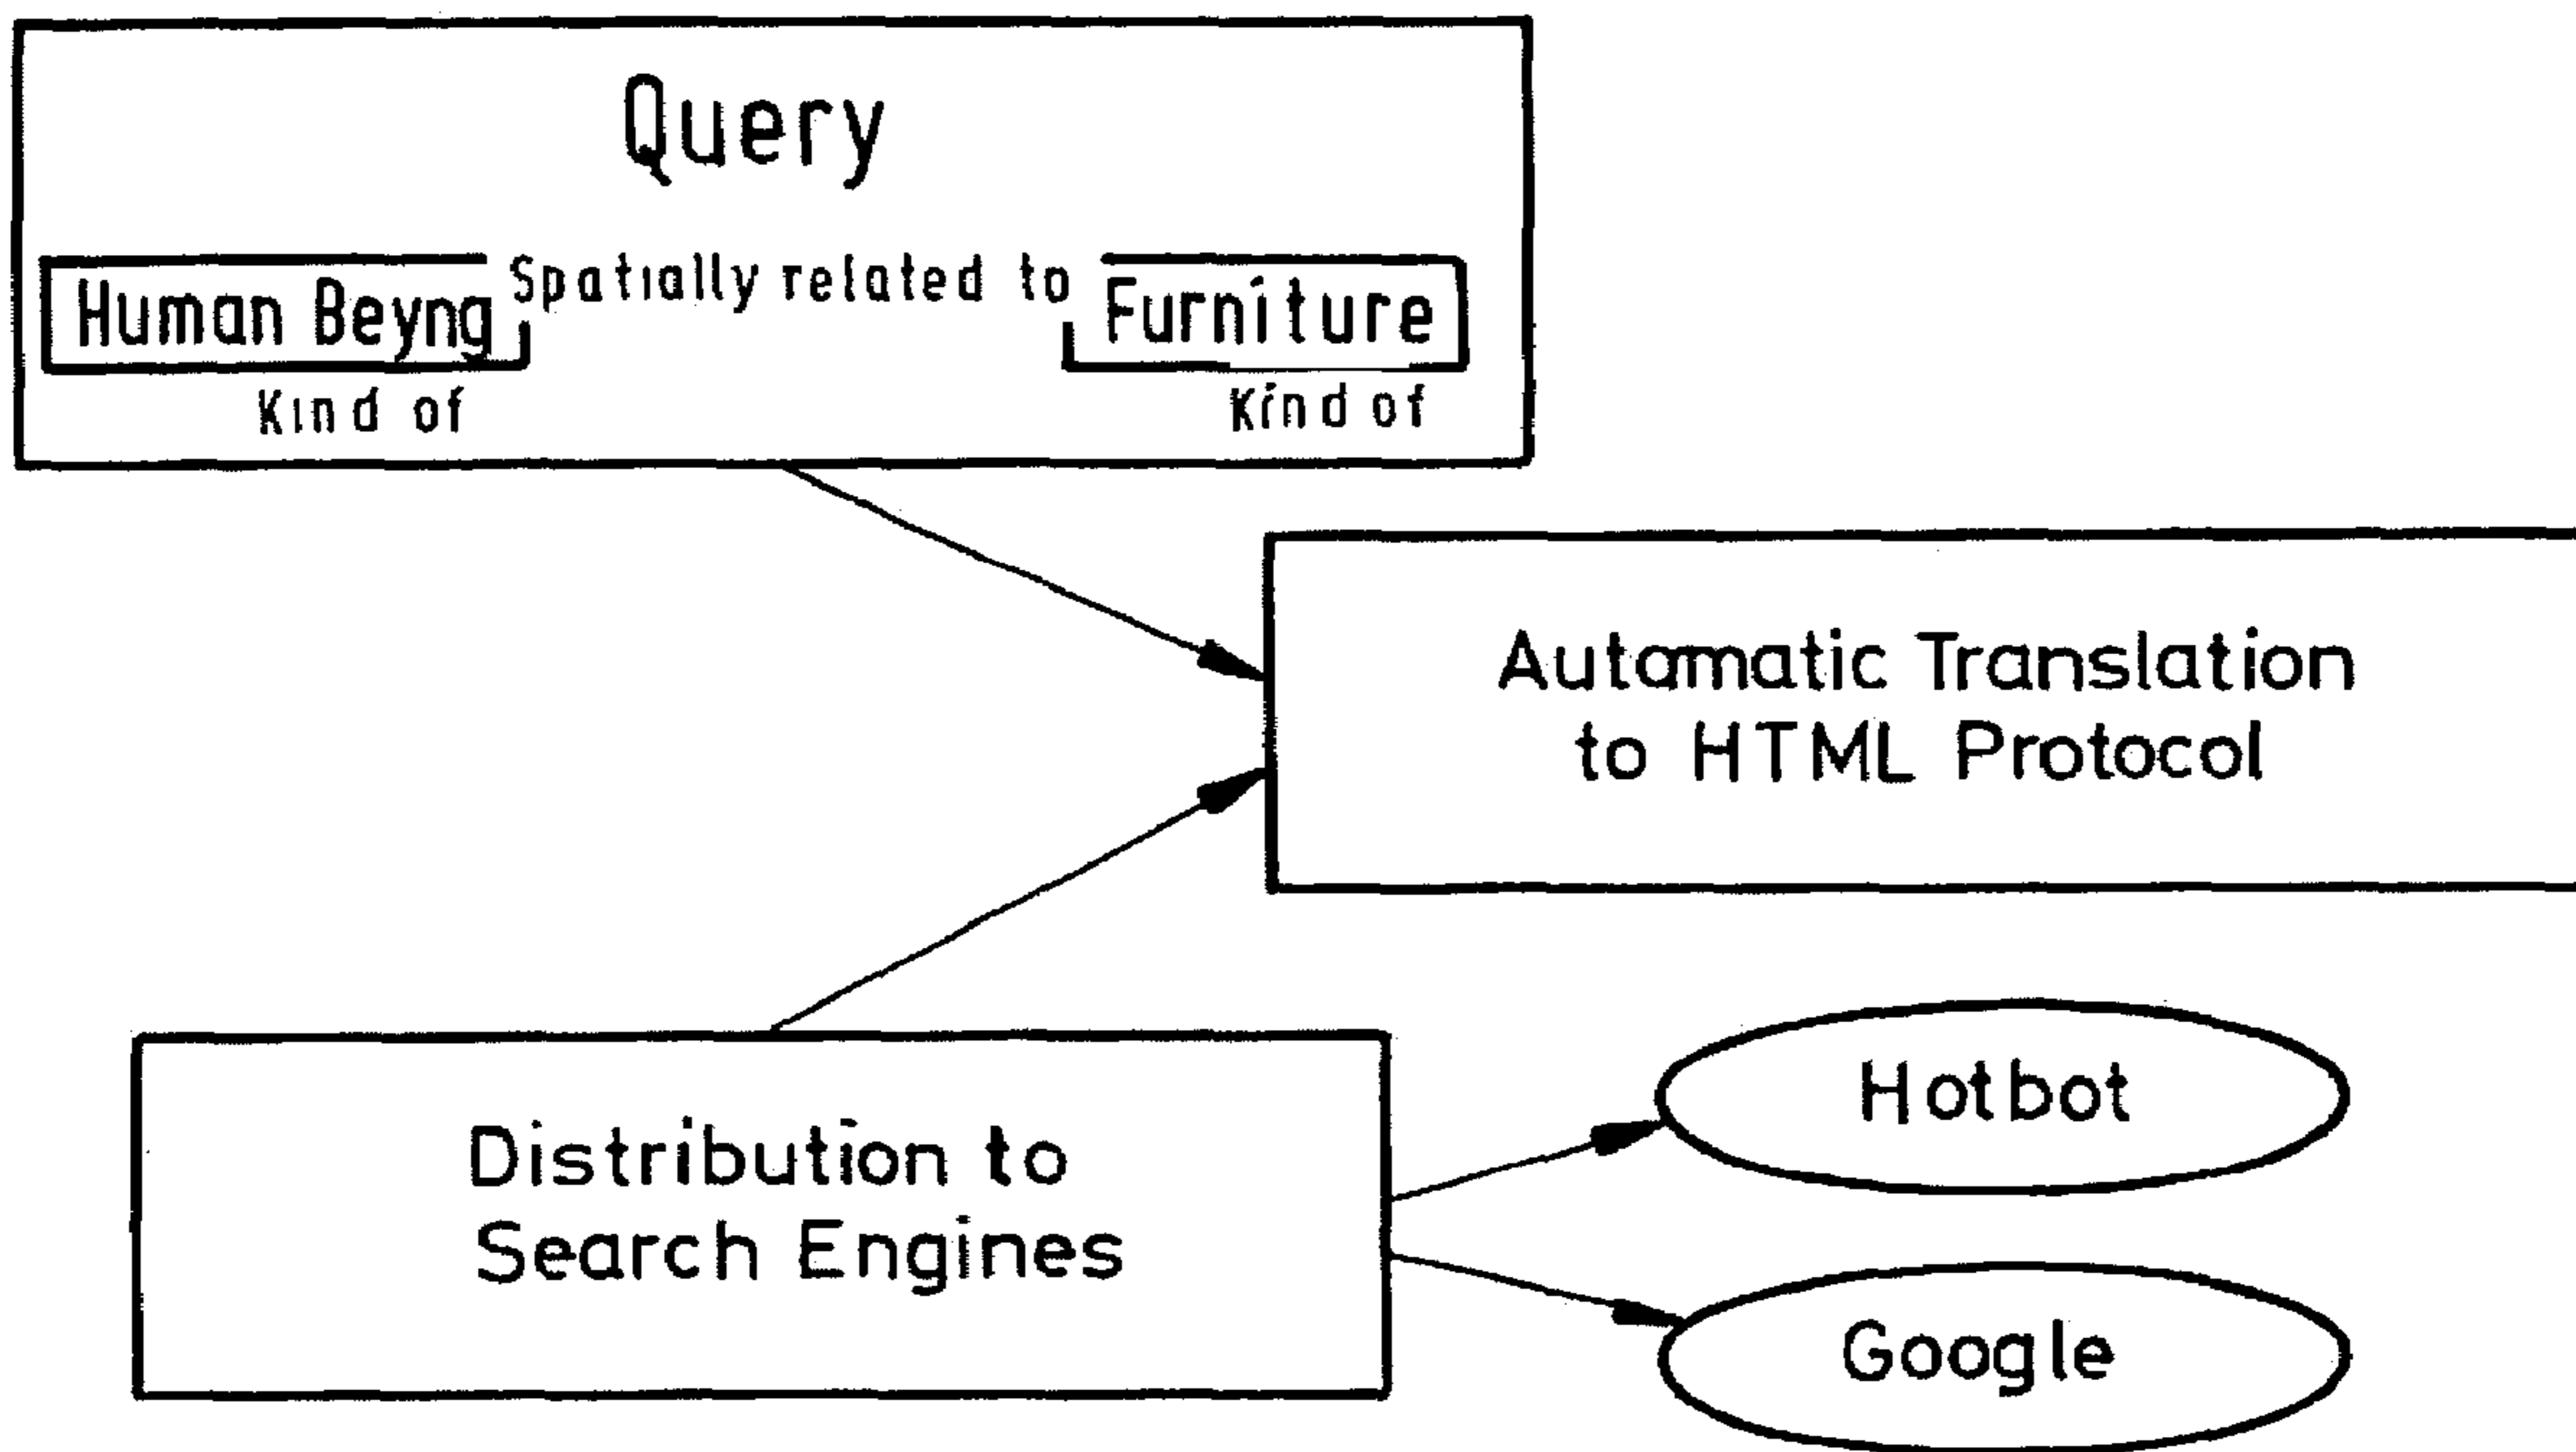 Query
Human Beyng Spatially related to Furniture
Kind of Kind of
Automatic Translation
to HTML Protocol
Distribution to
Search Engines
Hotbot
Google